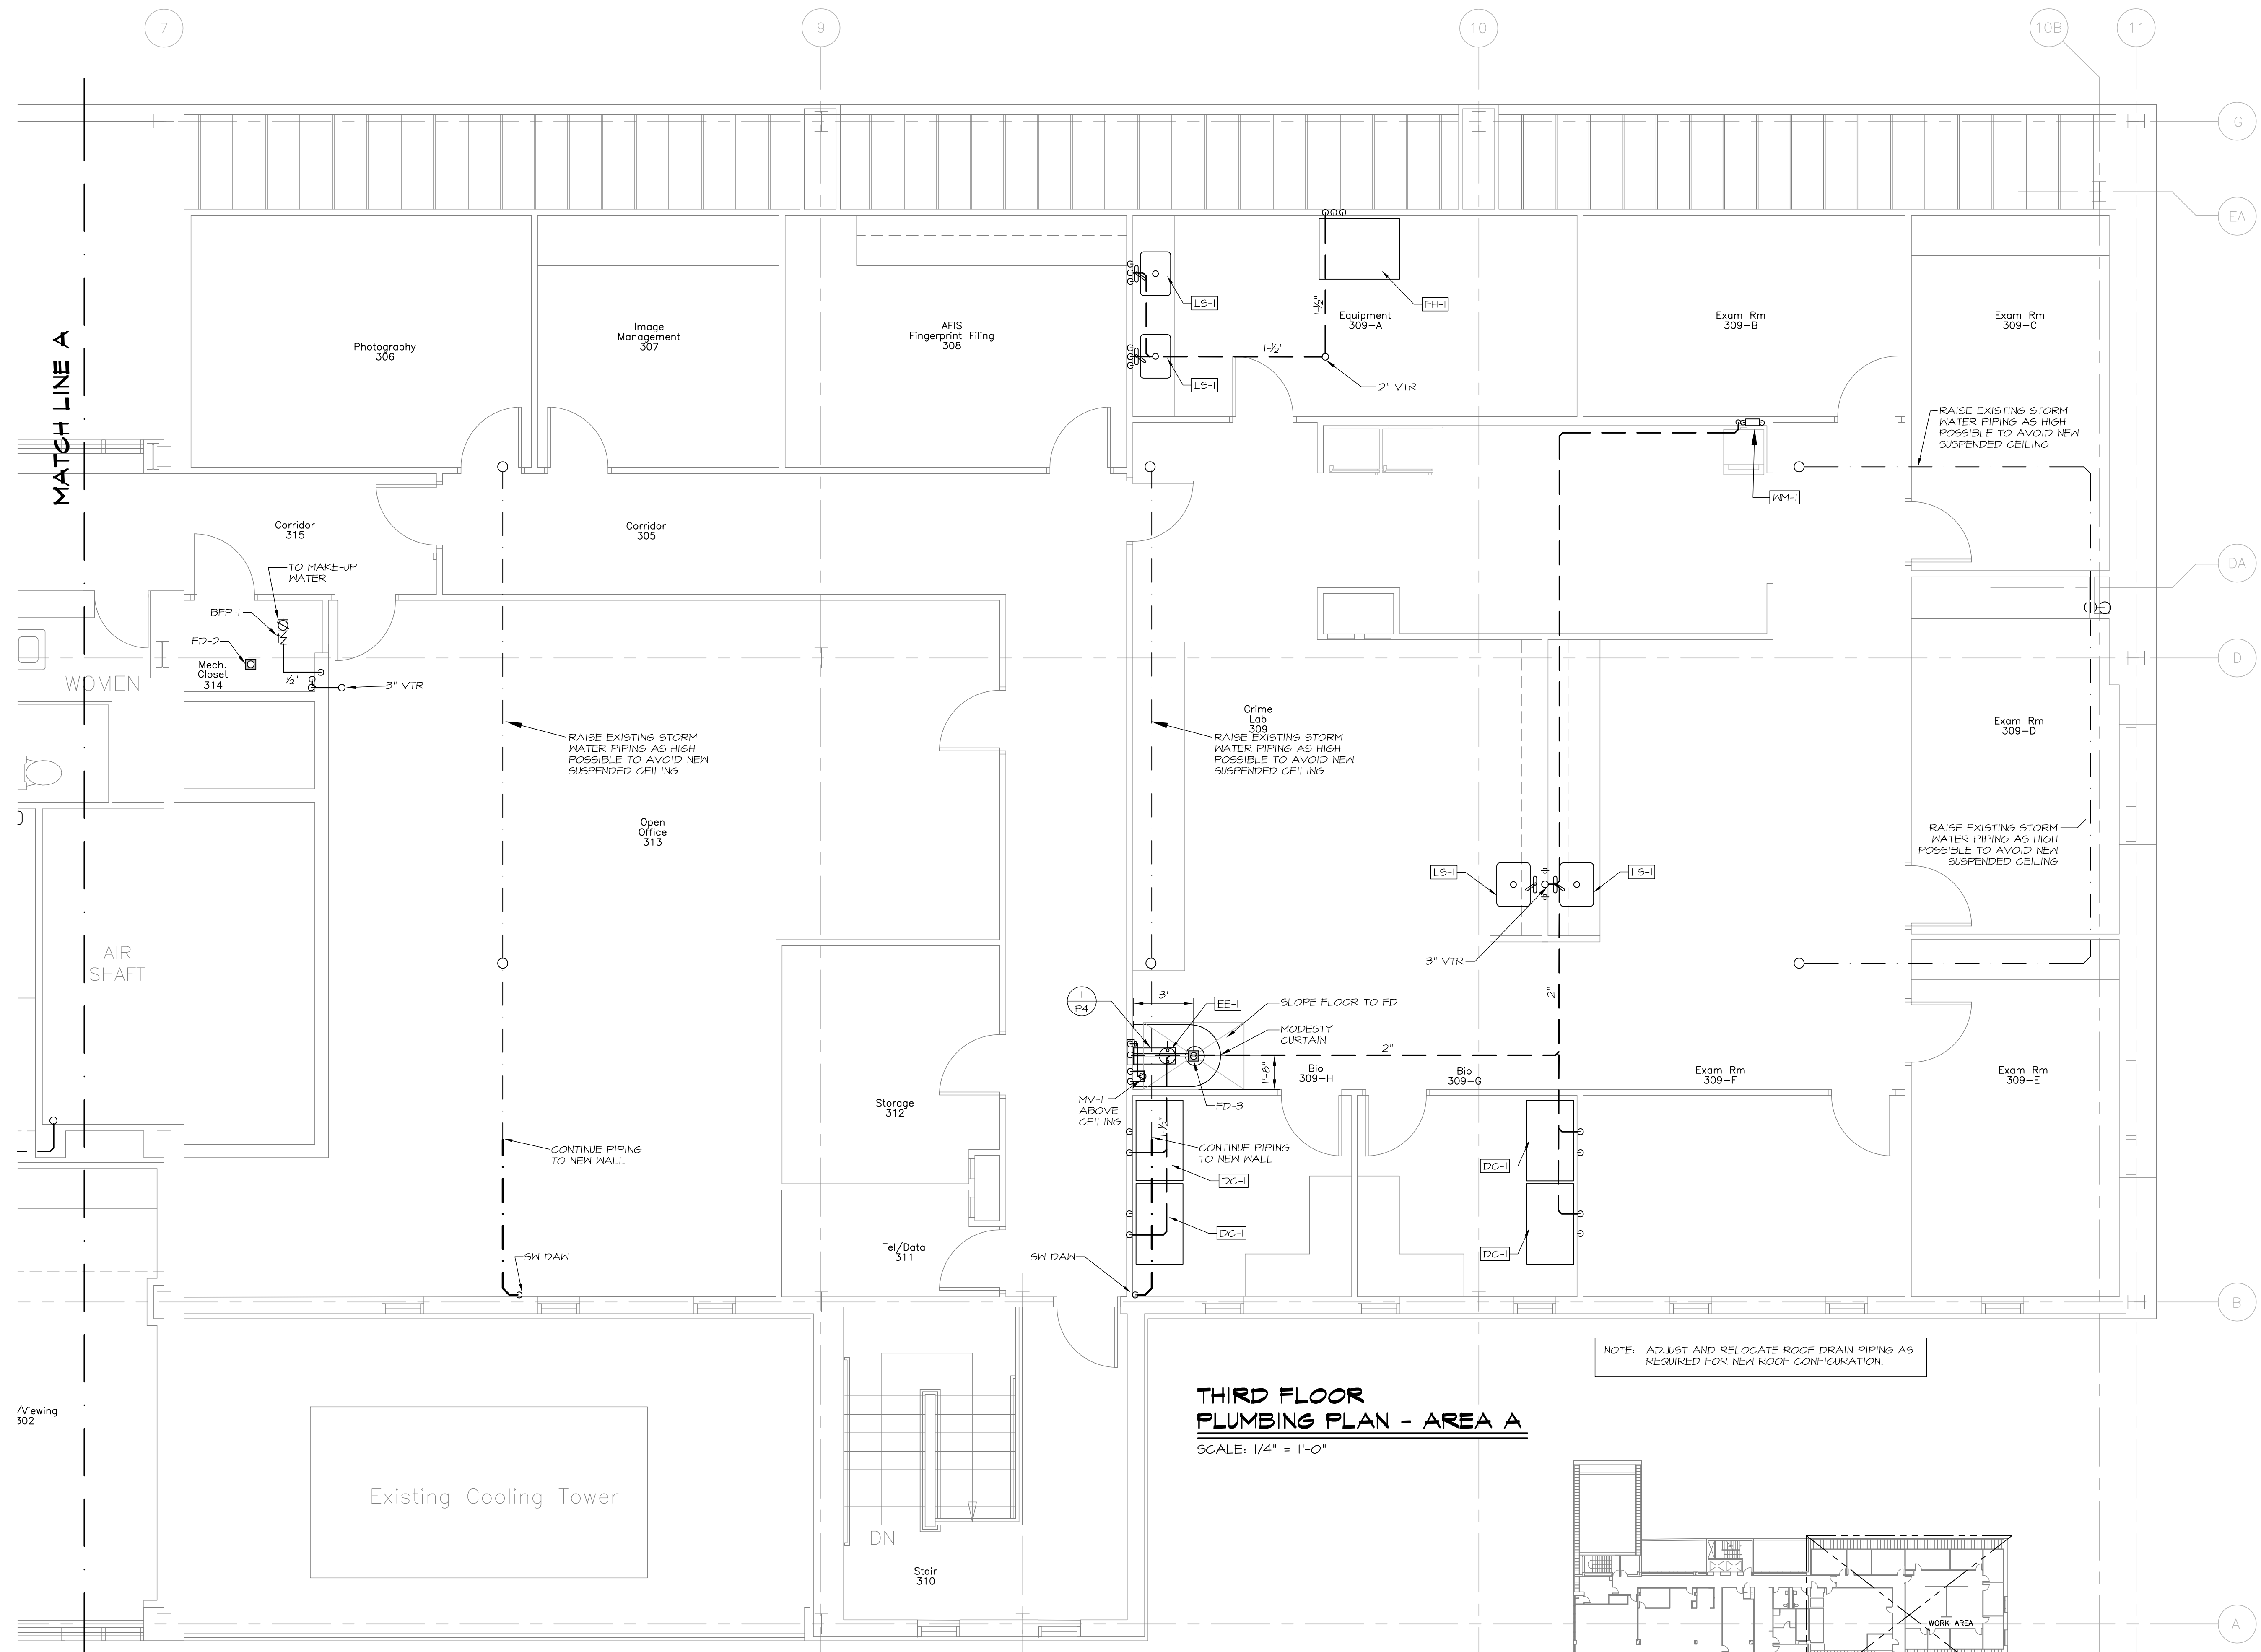 7
9
10
10B
11
G
EA
DA
D
B
A
MATCH LINE A
Photography
306
Image
Management
307
AFIS
Fingerprint Filing
308
LS-1
LS-1
1-½"
1-½"
Equipment
309-A
FH-1
2" VTR
Exam Rm
309-B
Exam Rm
309-C
RAISE EXISTING STORM
WATER PIPING AS HIGH
POSSIBLE TO AVOID NEW
SUSPENDED CEILING
WM-1
Corridor
315
Corridor
305
TO MAKE-UP
WATER
BFP-1
FD-2
Mech.
Closet
314
½"
3" VTR
WOMEN
RAISE EXISTING STORM
WATER PIPING AS HIGH
POSSIBLE TO AVOID NEW
SUSPENDED CEILING
Crime
Lab
309
RAISE EXISTING STORM
WATER PIPING AS HIGH
POSSIBLE TO AVOID NEW
SUSPENDED CEILING
Exam Rm
309-D
Open
Office
313
RAISE EXISTING STORM
WATER PIPING AS HIGH
POSSIBLE TO AVOID NEW
SUSPENDED CEILING
LS-1
LS-1
3" VTR
AIR
SHAFT
1
P4
3'
EE-1
SLOPE FLOOR TO FD
MODESTY
CURTAIN
2"
2"
1'-8"
Bio
309-H
Bio
309-G
Exam Rm
309-F
Exam Rm
309-E
MV-1
ABOVE
CEILING
FD-3
1-½"
Storage
312
CONTINUE PIPING
TO NEW WALL
CONTINUE PIPING
TO NEW WALL
DC-1
DC-1
DC-1
DC-1
Tel/Data
311
SW DAW
SW DAW
NOTE: ADJUST AND RELOCATE ROOF DRAIN PIPING AS
REQUIRED FOR NEW ROOF CONFIGURATION.
THIRD FLOOR
PLUMBING PLAN - AREA A
SCALE: 1/4" = 1'-0"
/Viewing
302
Existing Cooling Tower
DN
Stair
310
WORK AREA